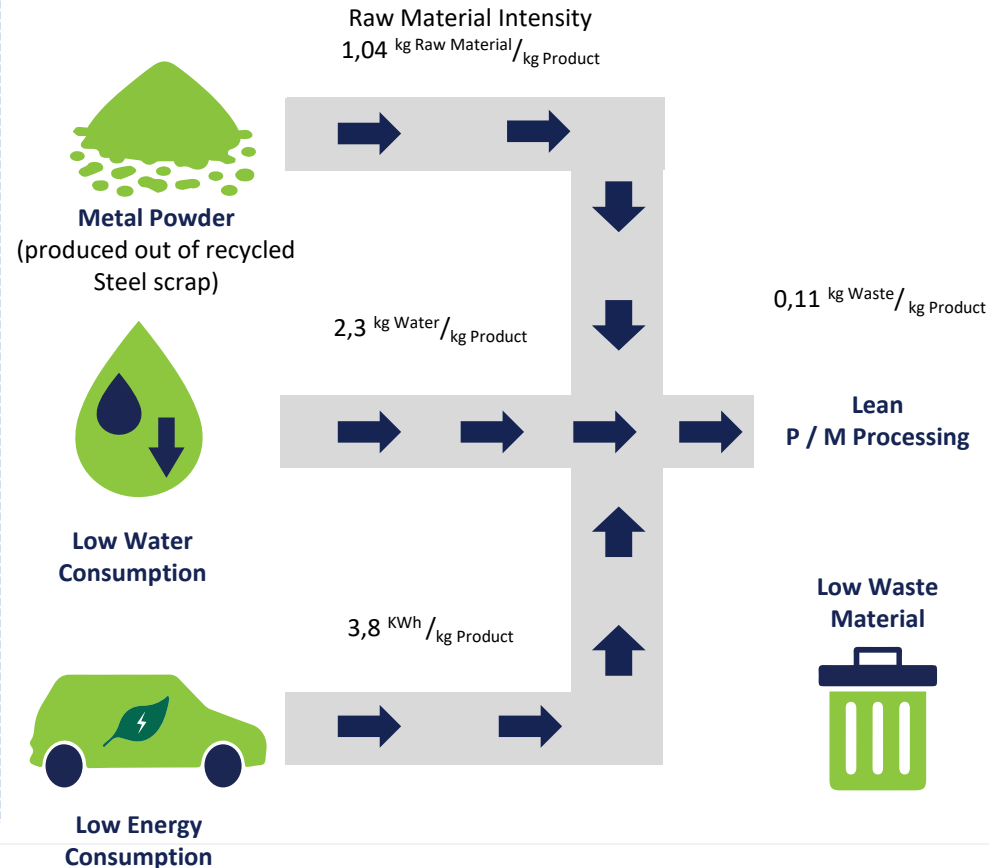 Raw Material Intensity
1,04 kg Raw Material/kg Product
Metal Powder
(produced out of recycled
Steel scrap)
2,3 kg Water/kg Product
0,11 kg Waste/kg Product
Lean
P / M Processing
Low Water
Consumption
3,8 KWh/kg Product
Low Waste
Material
Low Energy
Consumption